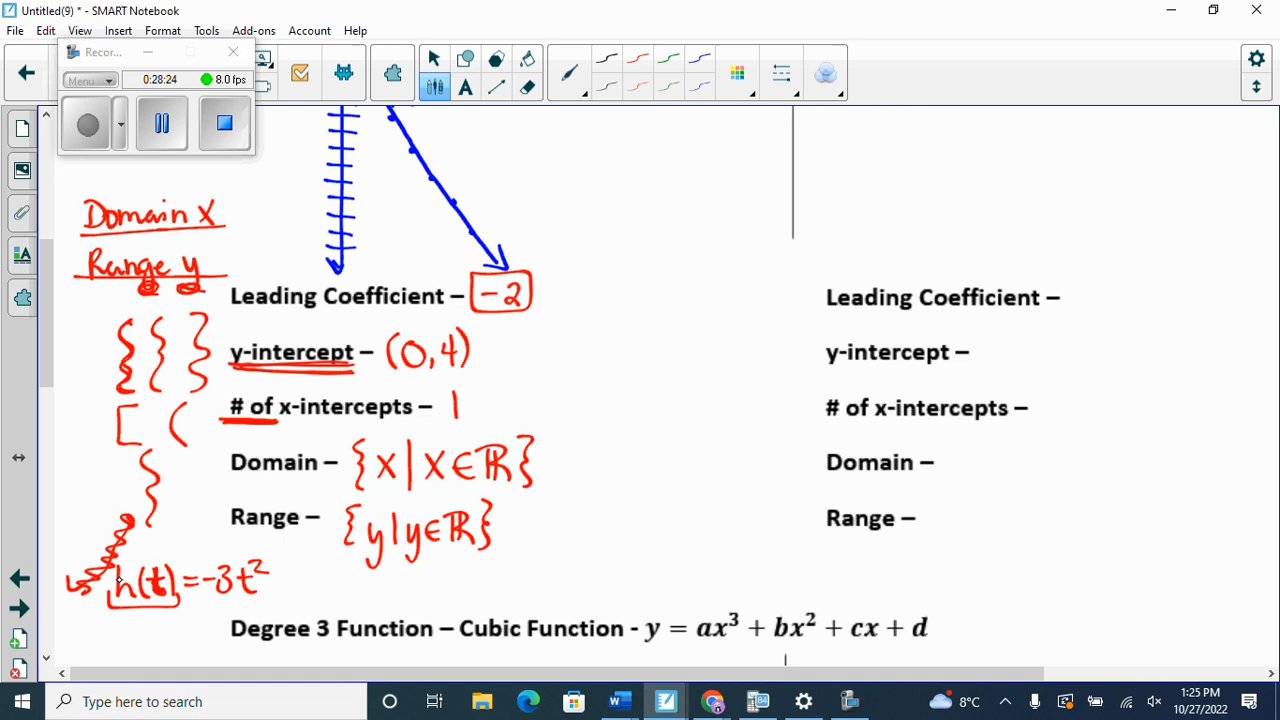 Untitled(9) * - SMART Notebook
File Edit View Insert Format Tools Add-ons Account Help
Recor...
Menu 0:28:24 8.0 fps
Domain x
Range y
Leading Coefficient – -2
y-intercept – (0,4)
# of x-intercepts – 1
Domain – {x|x∈ℝ}
Range – {y|y∈ℝ}
{ { }
[ (
}
h(t)=-3t²
Leading Coefficient –
y-intercept –
# of x-intercepts –
Domain –
Range –
Degree 3 Function – Cubic Function - y = ax³ + bx² + cx + d
Type here to search
8°C
1:25 PM
10/27/2022